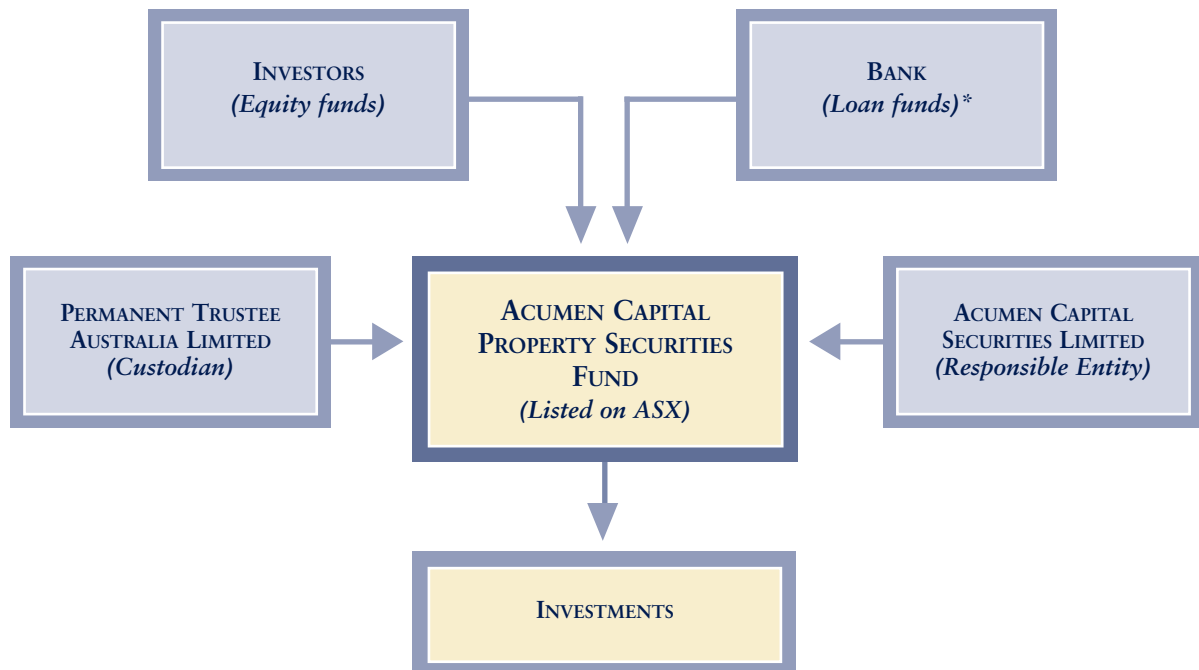 Investors
(Equity funds)
Bank
(Loan funds)*
Permanent Trustee
Australia Limited
(Custodian)
Acumen Capital
Property Securities
Fund
(Listed on ASX)
Acumen Capital
Securities Limited
(Responsible Entity)
Investments